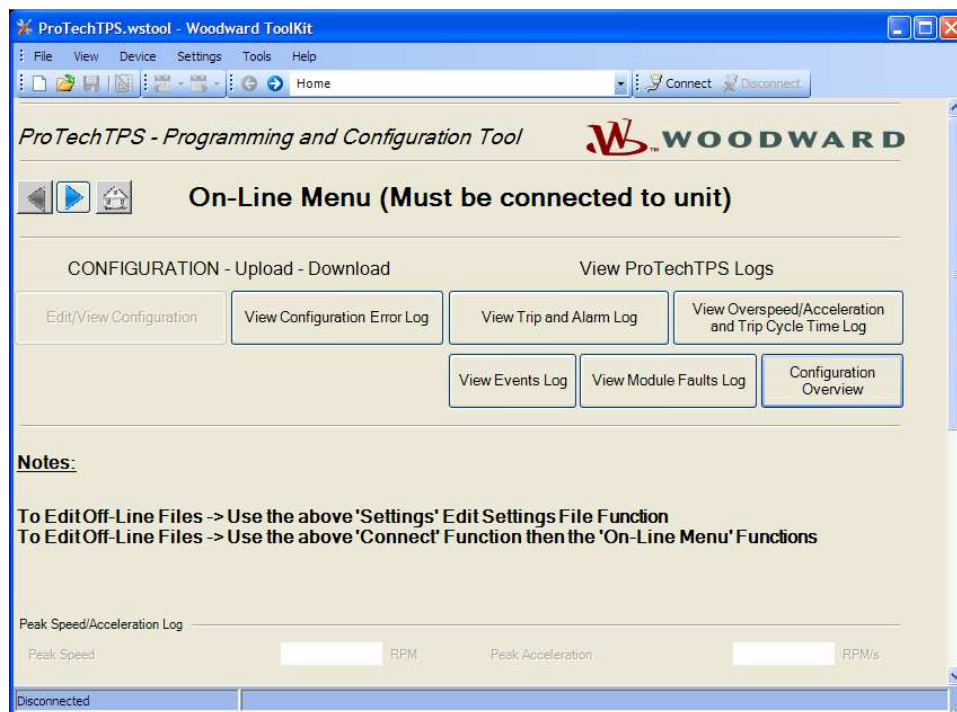 ProTechTPS.wstool - Woodward ToolKit
File View Device Settings Tools Help
Home Connect Disconnect
ProTechTPS - Programming and Configuration Tool
WOODWARD
On-Line Menu (Must be connected to unit)
CONFIGURATION - Upload - Download
View ProTechTPS Logs
Edit/View Configuration
View Configuration Error Log
View Trip and Alarm Log
View Overspeed/Acceleration
and Trip Cycle Time Log
View Events Log
View Module Faults Log
Configuration
Overview
Notes:
To Edit Off-Line Files -> Use the above 'Settings' Edit Settings File Function
To Edit Off-Line Files -> Use the above 'Connect' Function then the 'On-Line Menu' Functions
Peak Speed/Acceleration Log
Peak Speed RPM Peak Acceleration RPM/s
Disconnected